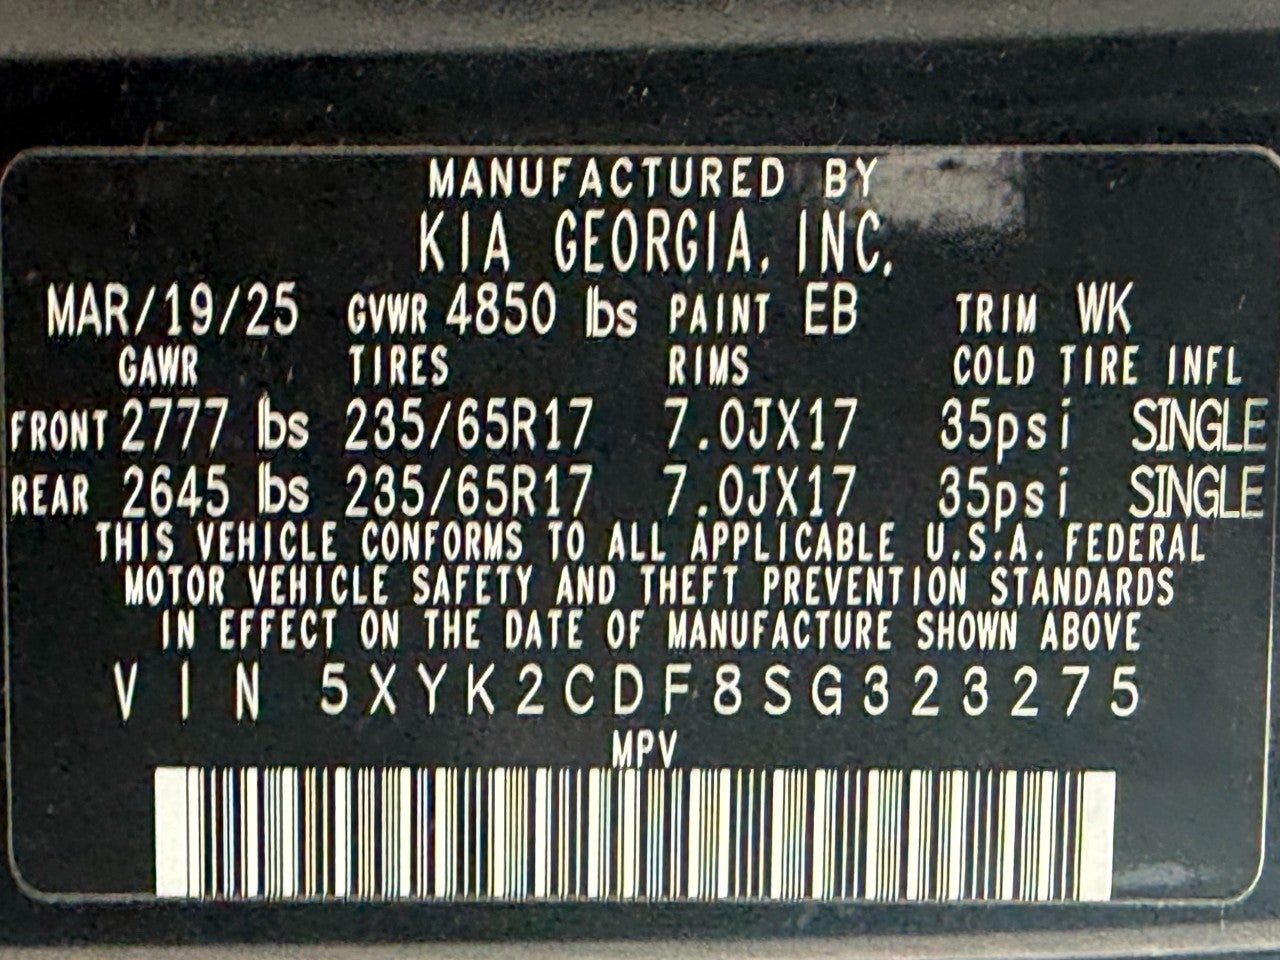 MANUFACTURED BY
KIA GEORGIA, INC.
MAR/19/25 GVWR 4850 lbs PAINT EB TRIM WK
GAWR TIRES RIMS COLD TIRE INFL
FRONT 2777 lbs 235/65R17 7.0JX17 35psi SINGLE
REAR 2645 lbs 235/65R17 7.0JX17 35psi SINGLE
THIS VEHICLE CONFORMS TO ALL APPLICABLE U.S.A. FEDERAL
MOTOR VEHICLE SAFETY AND THEFT PREVENTION STANDARDS
IN EFFECT ON THE DATE OF MANUFACTURE SHOWN ABOVE
VIN 5XYK2CDF8SG323275
MPV